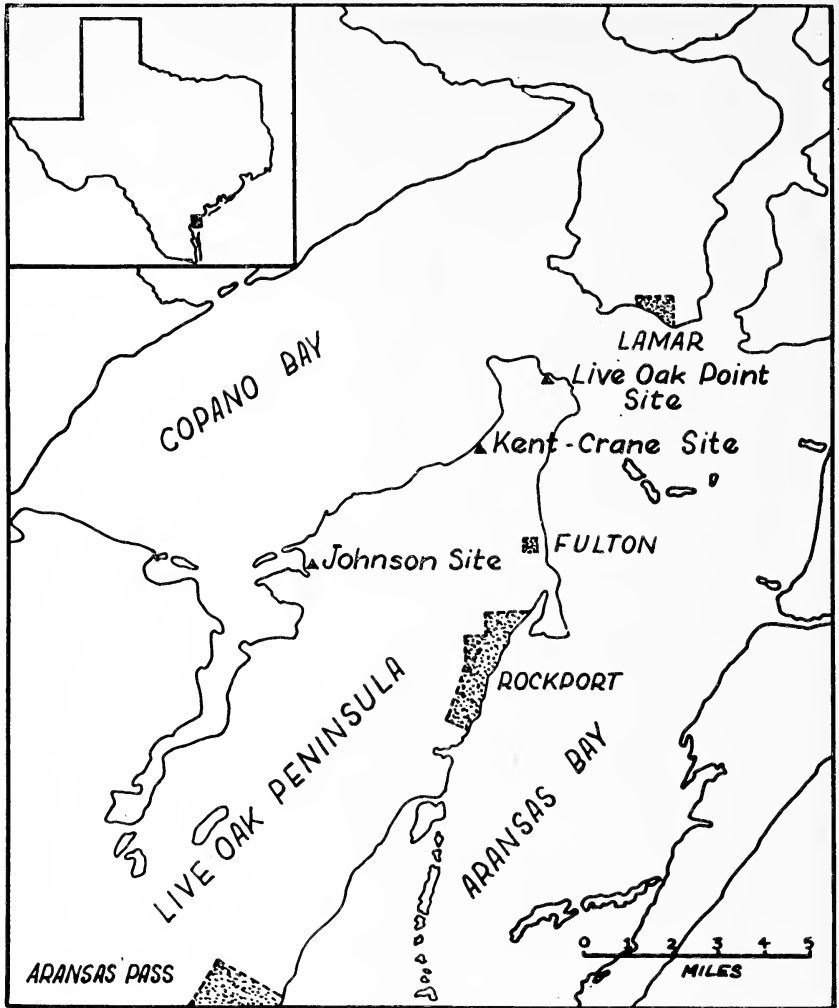 COPANO BAY
LAMAR
Live Oak Point
Site
Kent-Crane Site
Johnson Site
FULTON
ROCKPORT
LIVE OAK PENINSULA
ARANSAS BAY
ARANSAS PASS
0 1 2 3 4 5
MILES